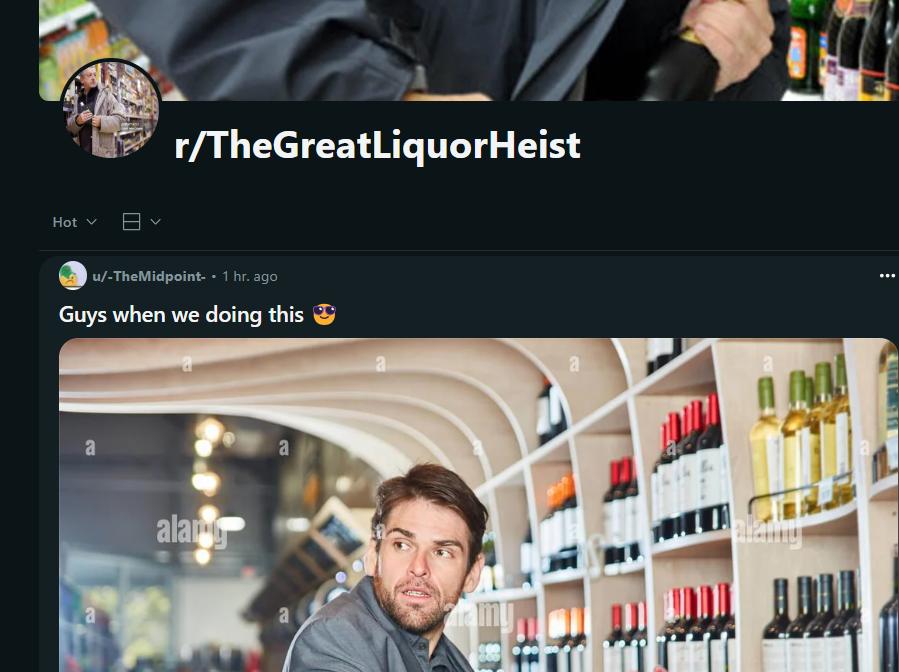 r/TheGreatLiquorHeist
Hot
u/-TheMidpoint- • 1 hr. ago
Guys when we doing this 😎
a a a a
a a a a a
alamy alamy
a a alamy